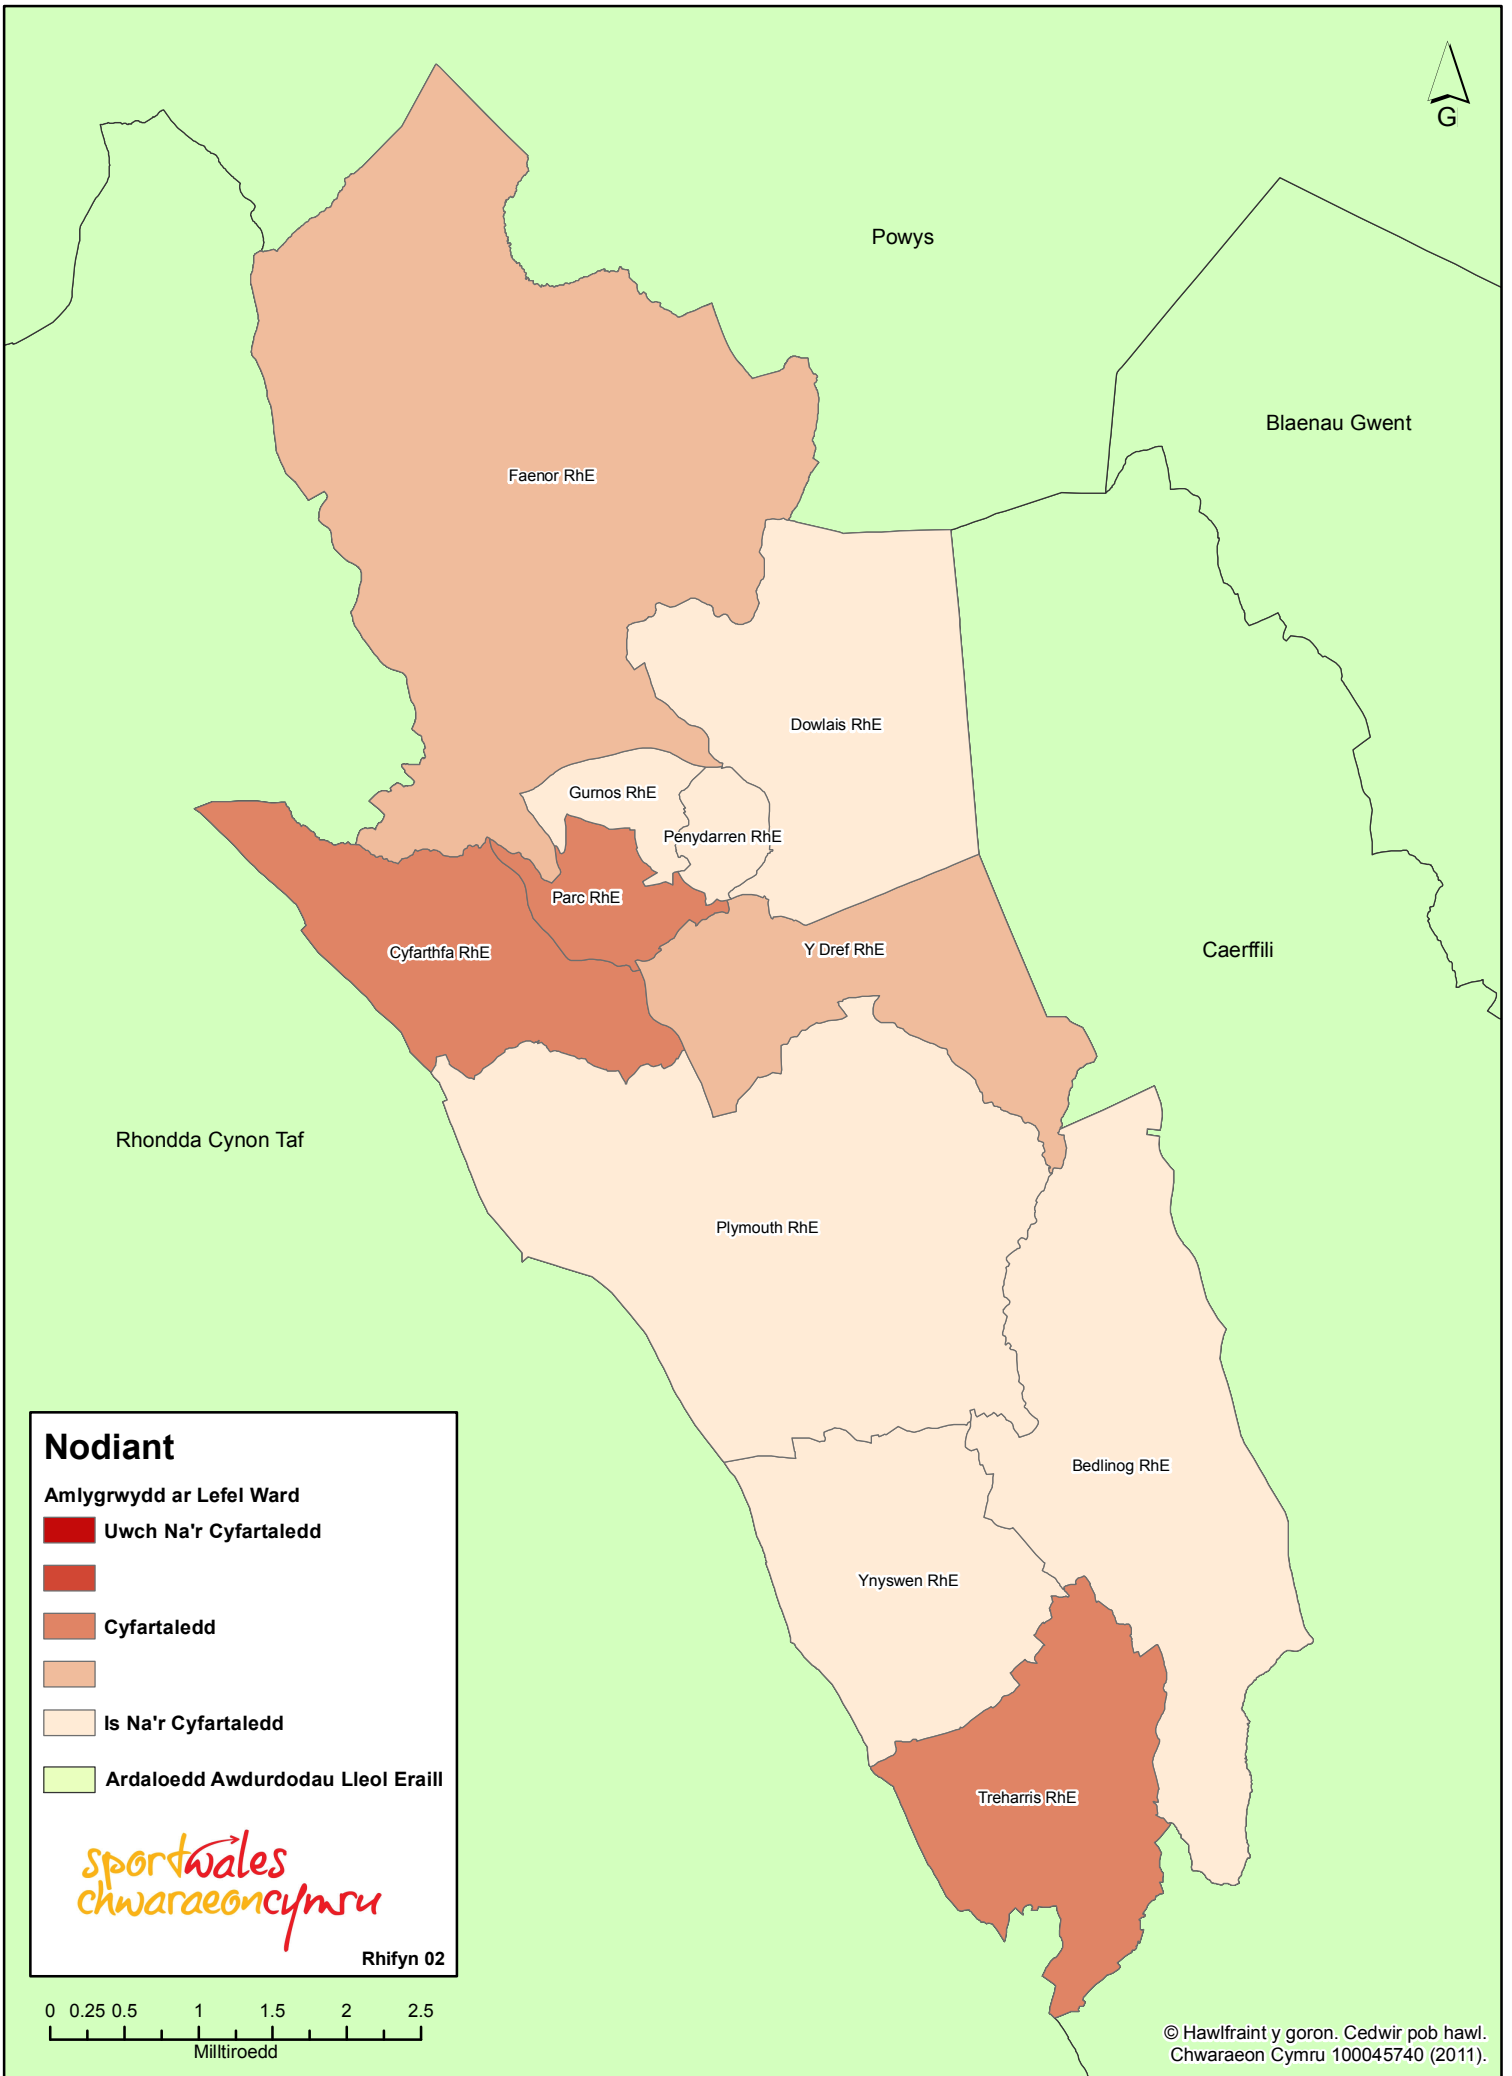 G
Powys
Blaenau Gwent
Faenor RhE
Dowlais RhE
Gurnos RhE
Penydarren RhE
Parc RhE
Cyfarthfa RhE
Y Dref RhE
Caerffili
Rhondda Cynon Taf
Plymouth RhE
Bedlinog RhE
Ynyswen RhE
Treharris RhE
Nodiant
Amlygrwydd ar Lefel Ward
Uwch Na'r Cyfartaledd
Cyfartaledd
Is Na'r Cyfartaledd
Ardaloedd Awdurdodau Lleol Eraill
sportwales
chwaraeoncymru
Rhifyn 02
0 0.25 0.5 1 1.5 2 2.5
Milltiroedd
© Hawlfraint y goron. Cedwir pob hawl.
Chwaraeon Cymru 100045740 (2011).